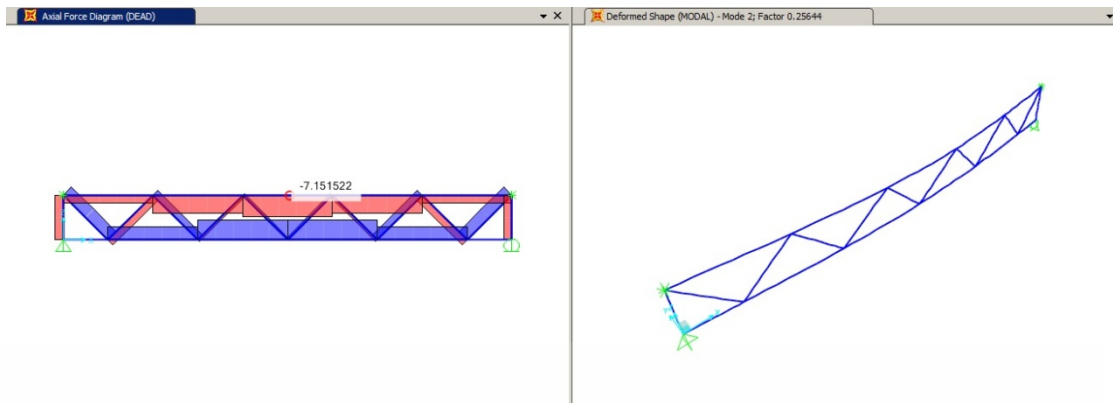 Axial Force Diagram (DEAD)
Deformed Shape (MODAL) - Mode 2; Factor 0.25644
-7.151522